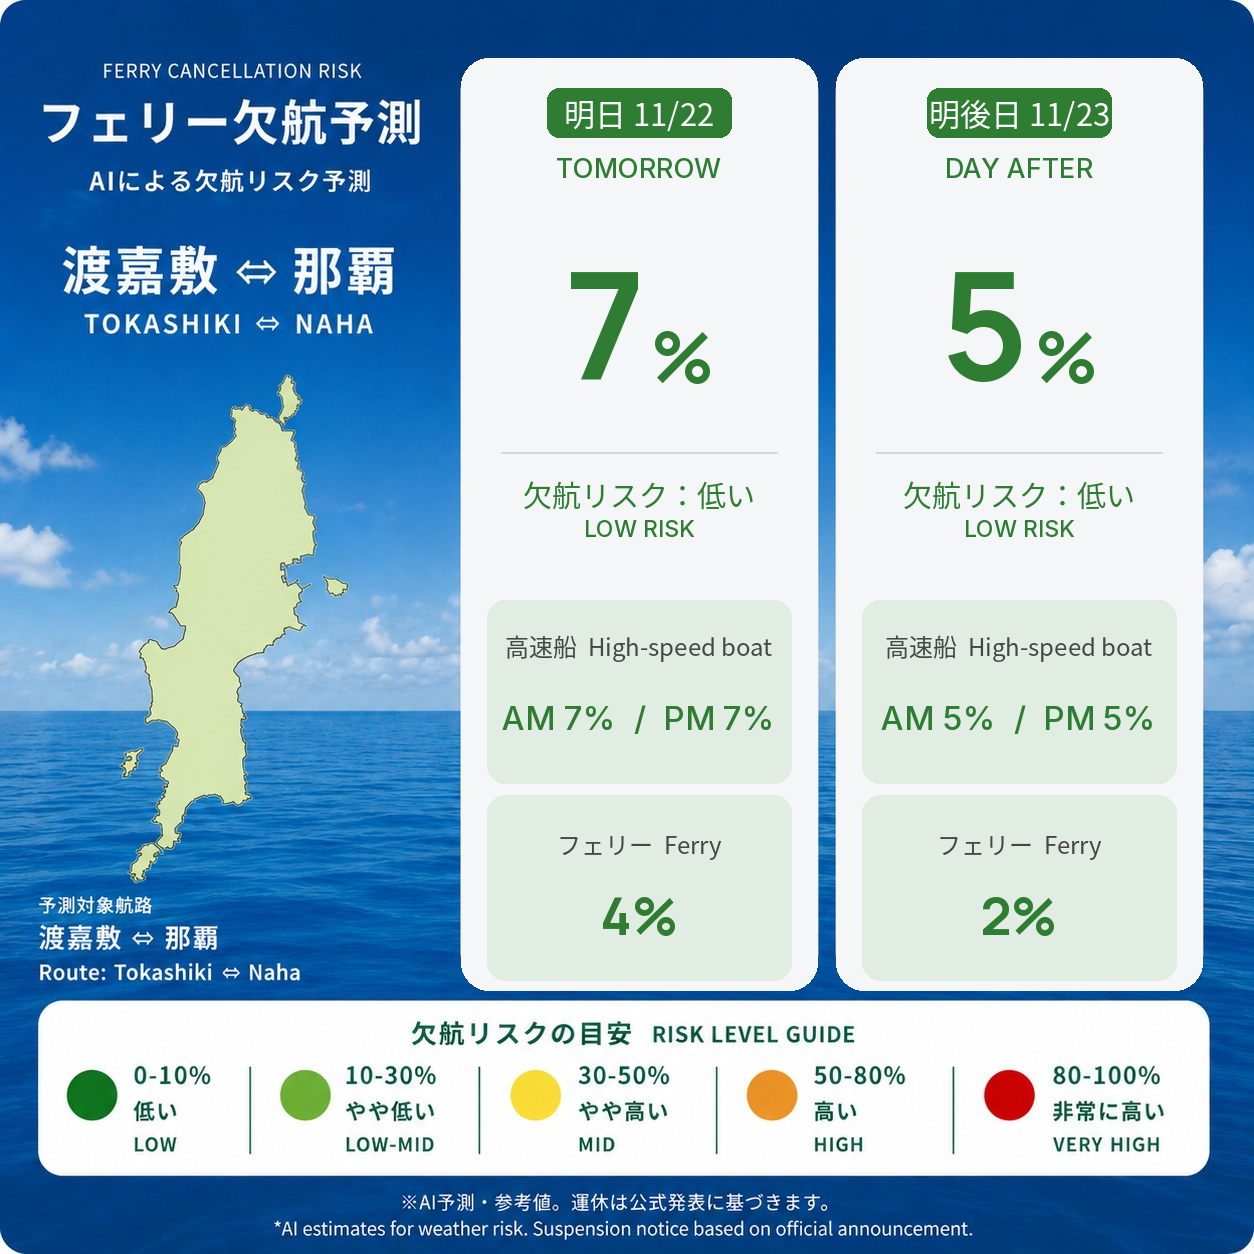 FERRY CANCELLATION RISK
フェリー欠航予測
AIによる欠航リスク予測
渡嘉敷 ⇔ 那覇
TOKASHIKI ⇔ NAHA
予測対象航路
渡嘉敷 ⇔ 那覇
Route: Tokashiki ⇔ Naha
明日 11/22
TOMORROW
7%
欠航リスク：低い
LOW RISK
高速船 High-speed boat
AM 7% / PM 7%
フェリー Ferry
4%
明後日 11/23
DAY AFTER
5%
欠航リスク：低い
LOW RISK
高速船 High-speed boat
AM 5% / PM 5%
フェリー Ferry
2%
欠航リスクの目安 RISK LEVEL GUIDE
0-10%
低い
LOW
10-30%
やや低い
LOW-MID
30-50%
やや高い
MID
50-80%
高い
HIGH
80-100%
非常に高い
VERY HIGH
※AI予測・参考値。運休は公式発表に基づきます。
*AI estimates for weather risk. Suspension notice based on official announcement.